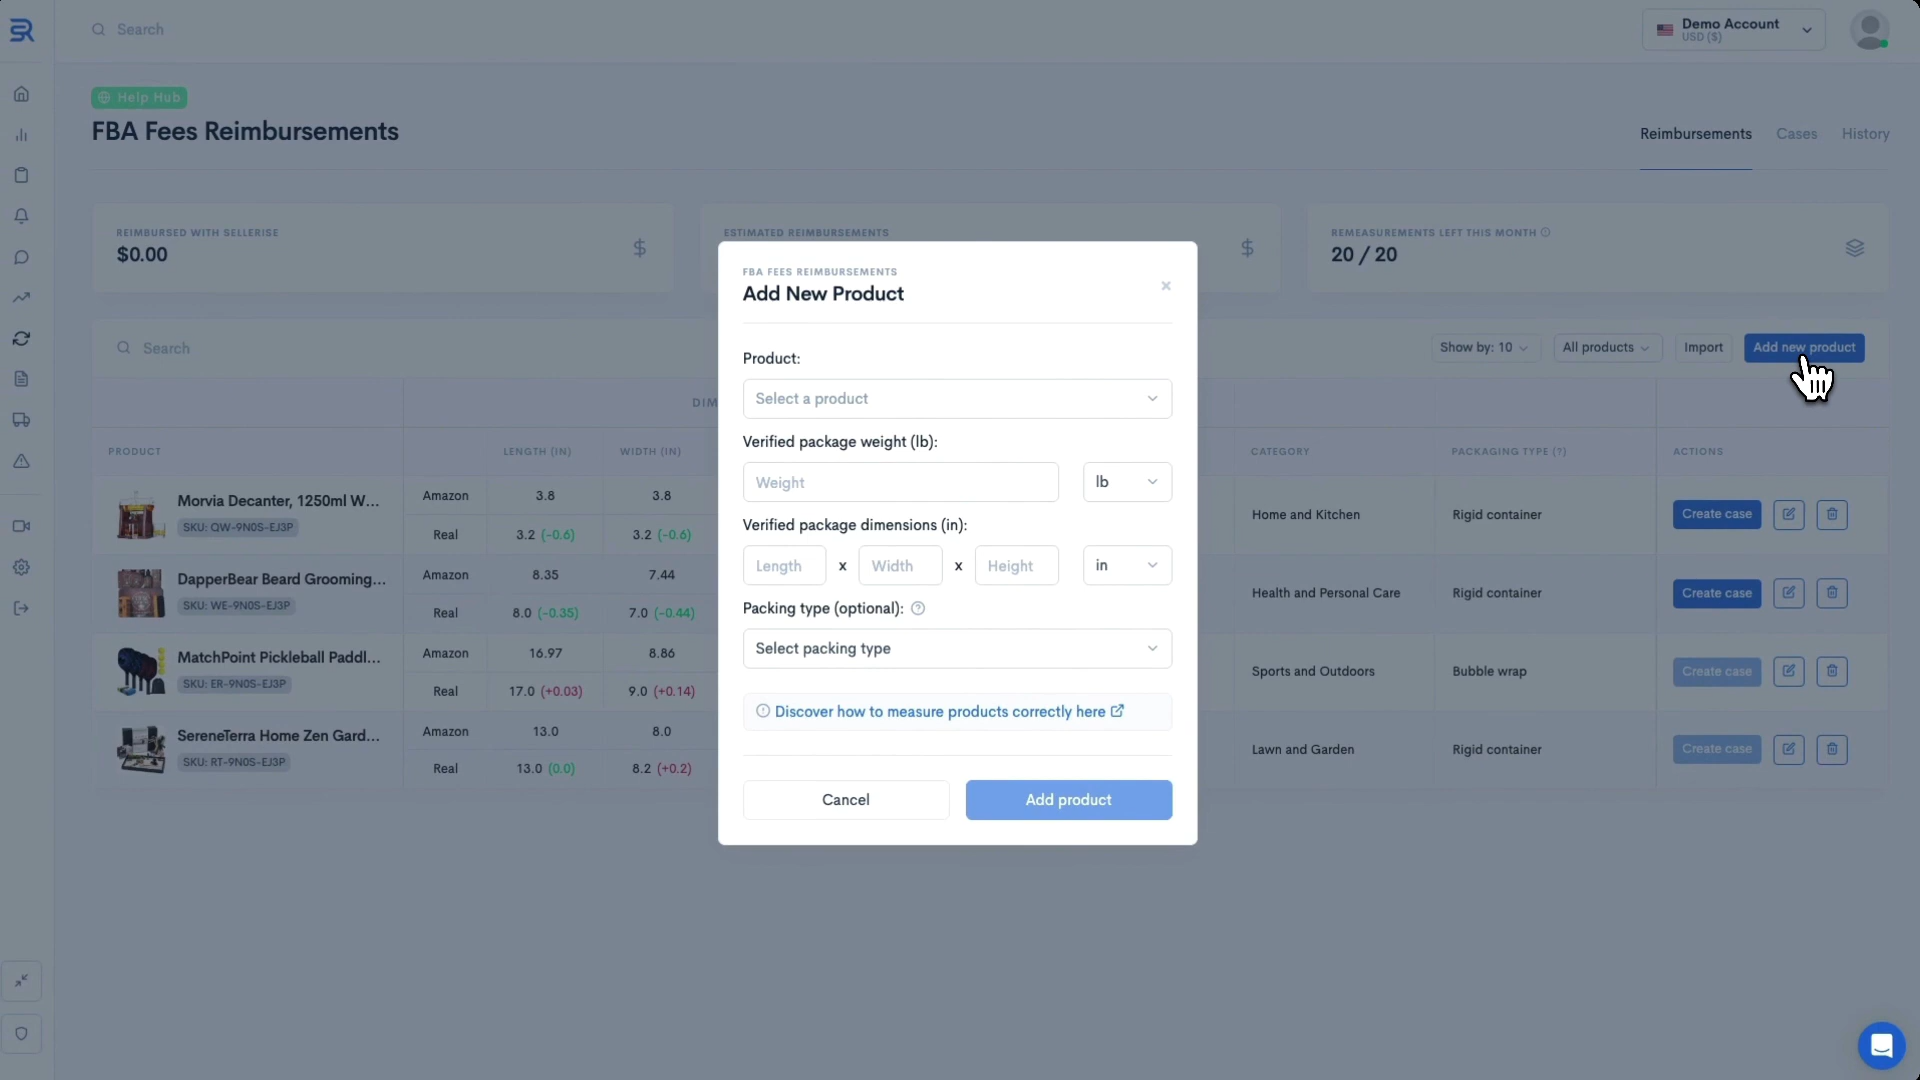 Search
Demo Account
USD ($)
Help Hub
FBA Fees Reimbursements
Reimbursements
Cases
History
REIMBURSED WITH SELLERISE
$0.00
$
ESTIMATED REIMBURSEMENTS
$
REMEASUREMENTS LEFT THIS MONTH
20 / 20
Search
Show by: 10
All products
Import
Add new product
DIM
PRODUCT
LENGTH (IN)
WIDTH (IN)
CATEGORY
PACKAGING TYPE (?)
ACTIONS
Morvia Decanter, 1250ml W...
SKU: QW-9N0S-EJ3P
Amazon
3.8
3.8
Real
3.2 (-0.6)
3.2 (-0.6)
Home and Kitchen
Rigid container
Create case
DapperBear Beard Grooming...
SKU: WE-9N0S-EJ3P
Amazon
8.35
7.44
Real
8.0 (-0.35)
7.0 (-0.44)
Health and Personal Care
Rigid container
Create case
MatchPoint Pickleball Paddl...
SKU: ER-9N0S-EJ3P
Amazon
16.97
8.86
Real
17.0 (+0.03)
9.0 (+0.14)
Sports and Outdoors
Bubble wrap
Create case
SereneTerra Home Zen Gard...
SKU: RT-9N0S-EJ3P
Amazon
13.0
8.0
Real
13.0 (0.0)
8.2 (+0.2)
Lawn and Garden
Rigid container
Create case
FBA FEES REIMBURSEMENTS
Add New Product
×
Product:
Select a product
Verified package weight (lb):
Weight
lb
Verified package dimensions (in):
Length x Width x Height
in
Packing type (optional):
Select packing type
Discover how to measure products correctly here
Cancel
Add product